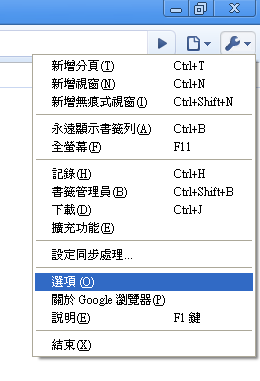 新增分頁(T) Ctrl+T
新增視窗(N) Ctrl+N
新增無痕式視窗(I) Ctrl+Shift+N
永遠顯示書籤列(A) Ctrl+B
全螢幕(F) F11
記錄(H) Ctrl+H
書籤管理員(B) Ctrl+Shift+B
下載(D) Ctrl+J
擴充功能(E)
設定同步處理...
選項(O)
關於 Google 瀏覽器(P)
說明(E) F1 鍵
結束(X)